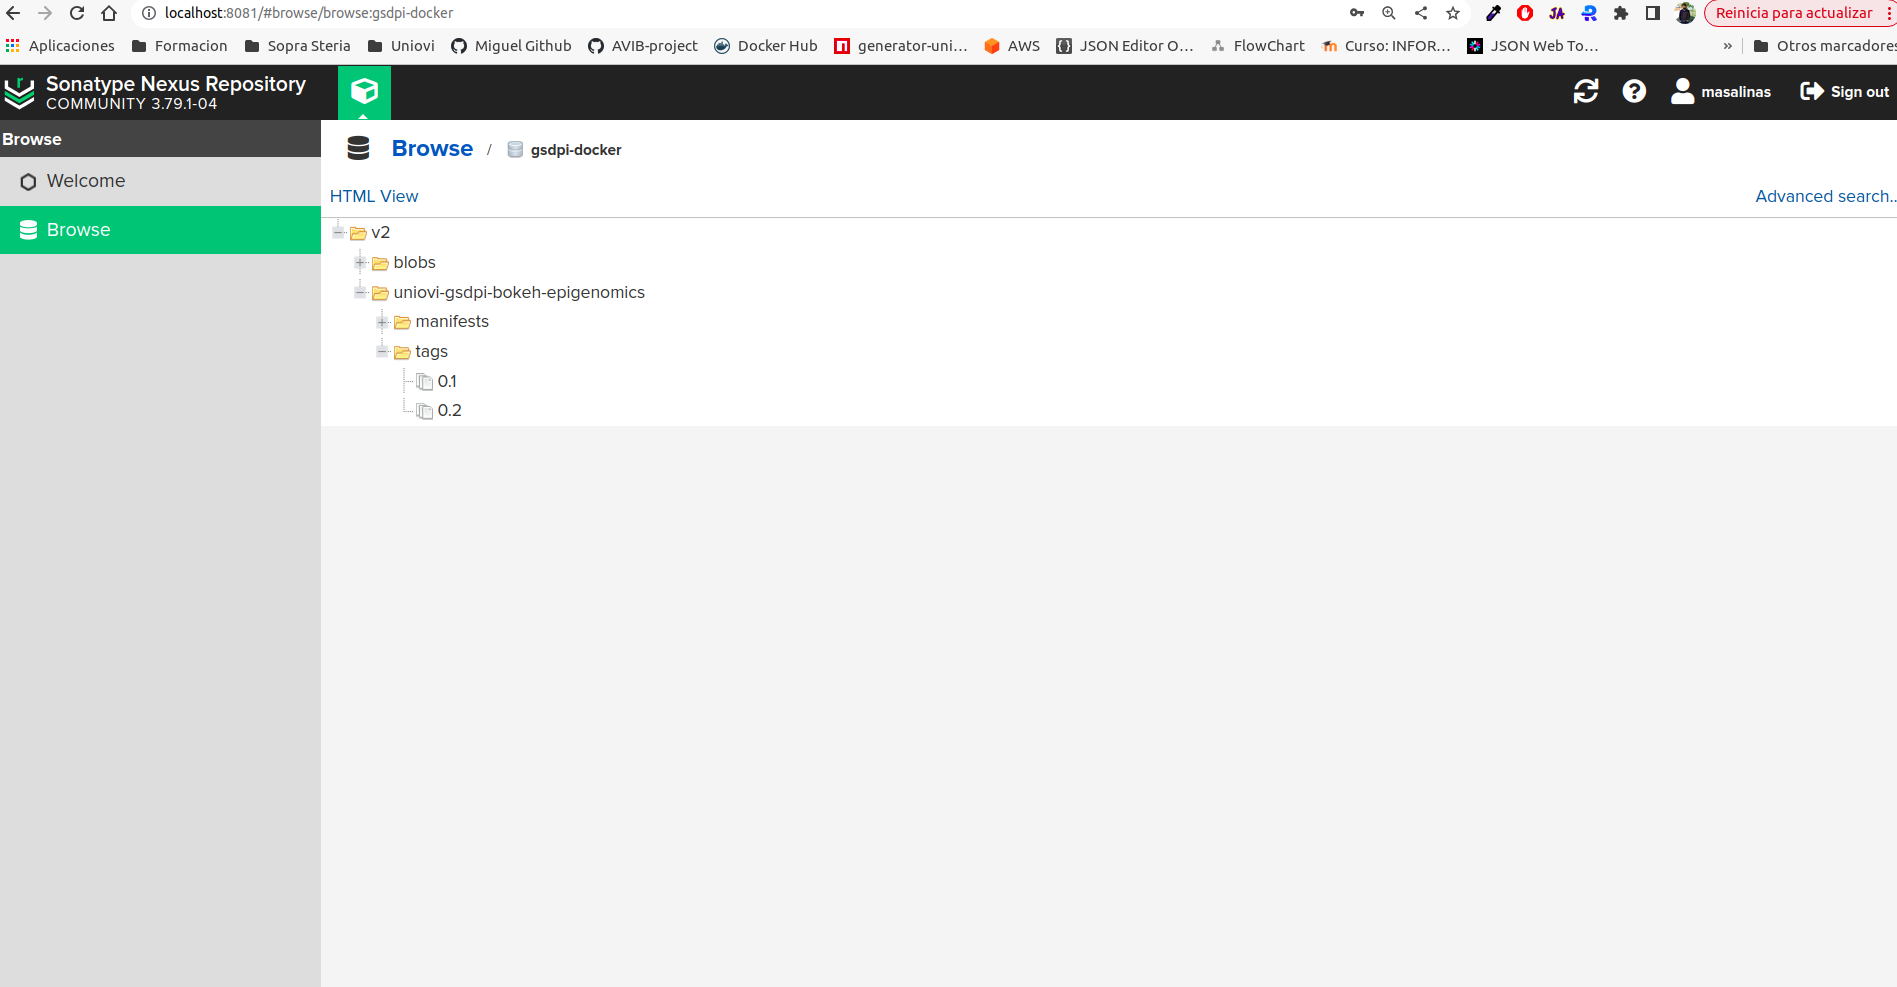 localhost:8081/#browse/browse:gsdpi-docker
Reinicia para actualizar
Aplicaciones Formacion Sopra Steria Uniovi Miguel Github AVIB-project Docker Hub generator-uni... AWS JSON Editor O... FlowChart Curso: INFOR... JSON Web To... » Otros marcadores
Sonatype Nexus Repository
COMMUNITY 3.79.1-04
masalinas Sign out
Browse
Welcome
Browse
Browse / gsdpi-docker
HTML View
Advanced search..
v2
blobs
uniovi-gsdpi-bokeh-epigenomics
manifests
tags
0.1
0.2